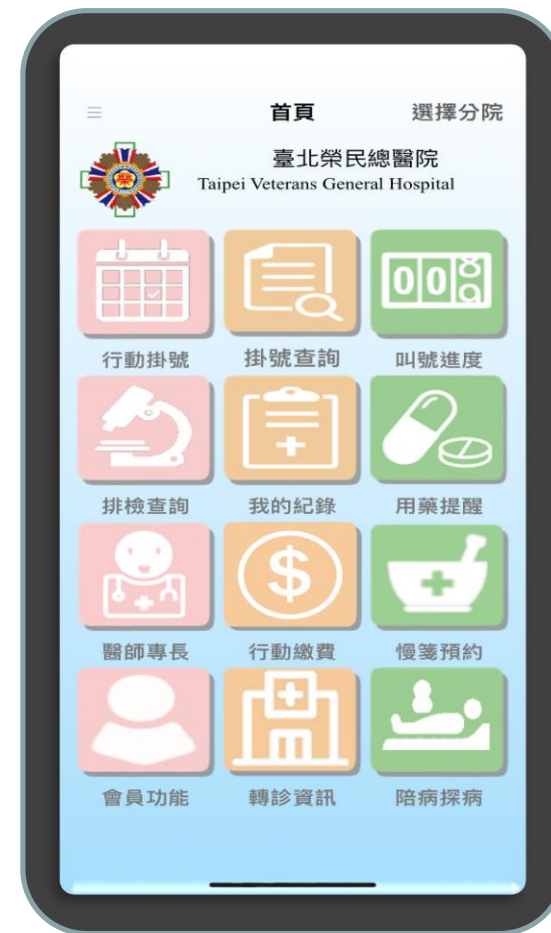 首頁 選擇分院
臺北榮民總醫院
Taipei Veterans General Hospital
008
9
行動掛號 掛號查詢 叫號進度
排檢查詢 我的紀錄 用藥提醒
$
醫師專長 行動繳費 慢箋預約
會員功能 轉診資訊 陪病探病